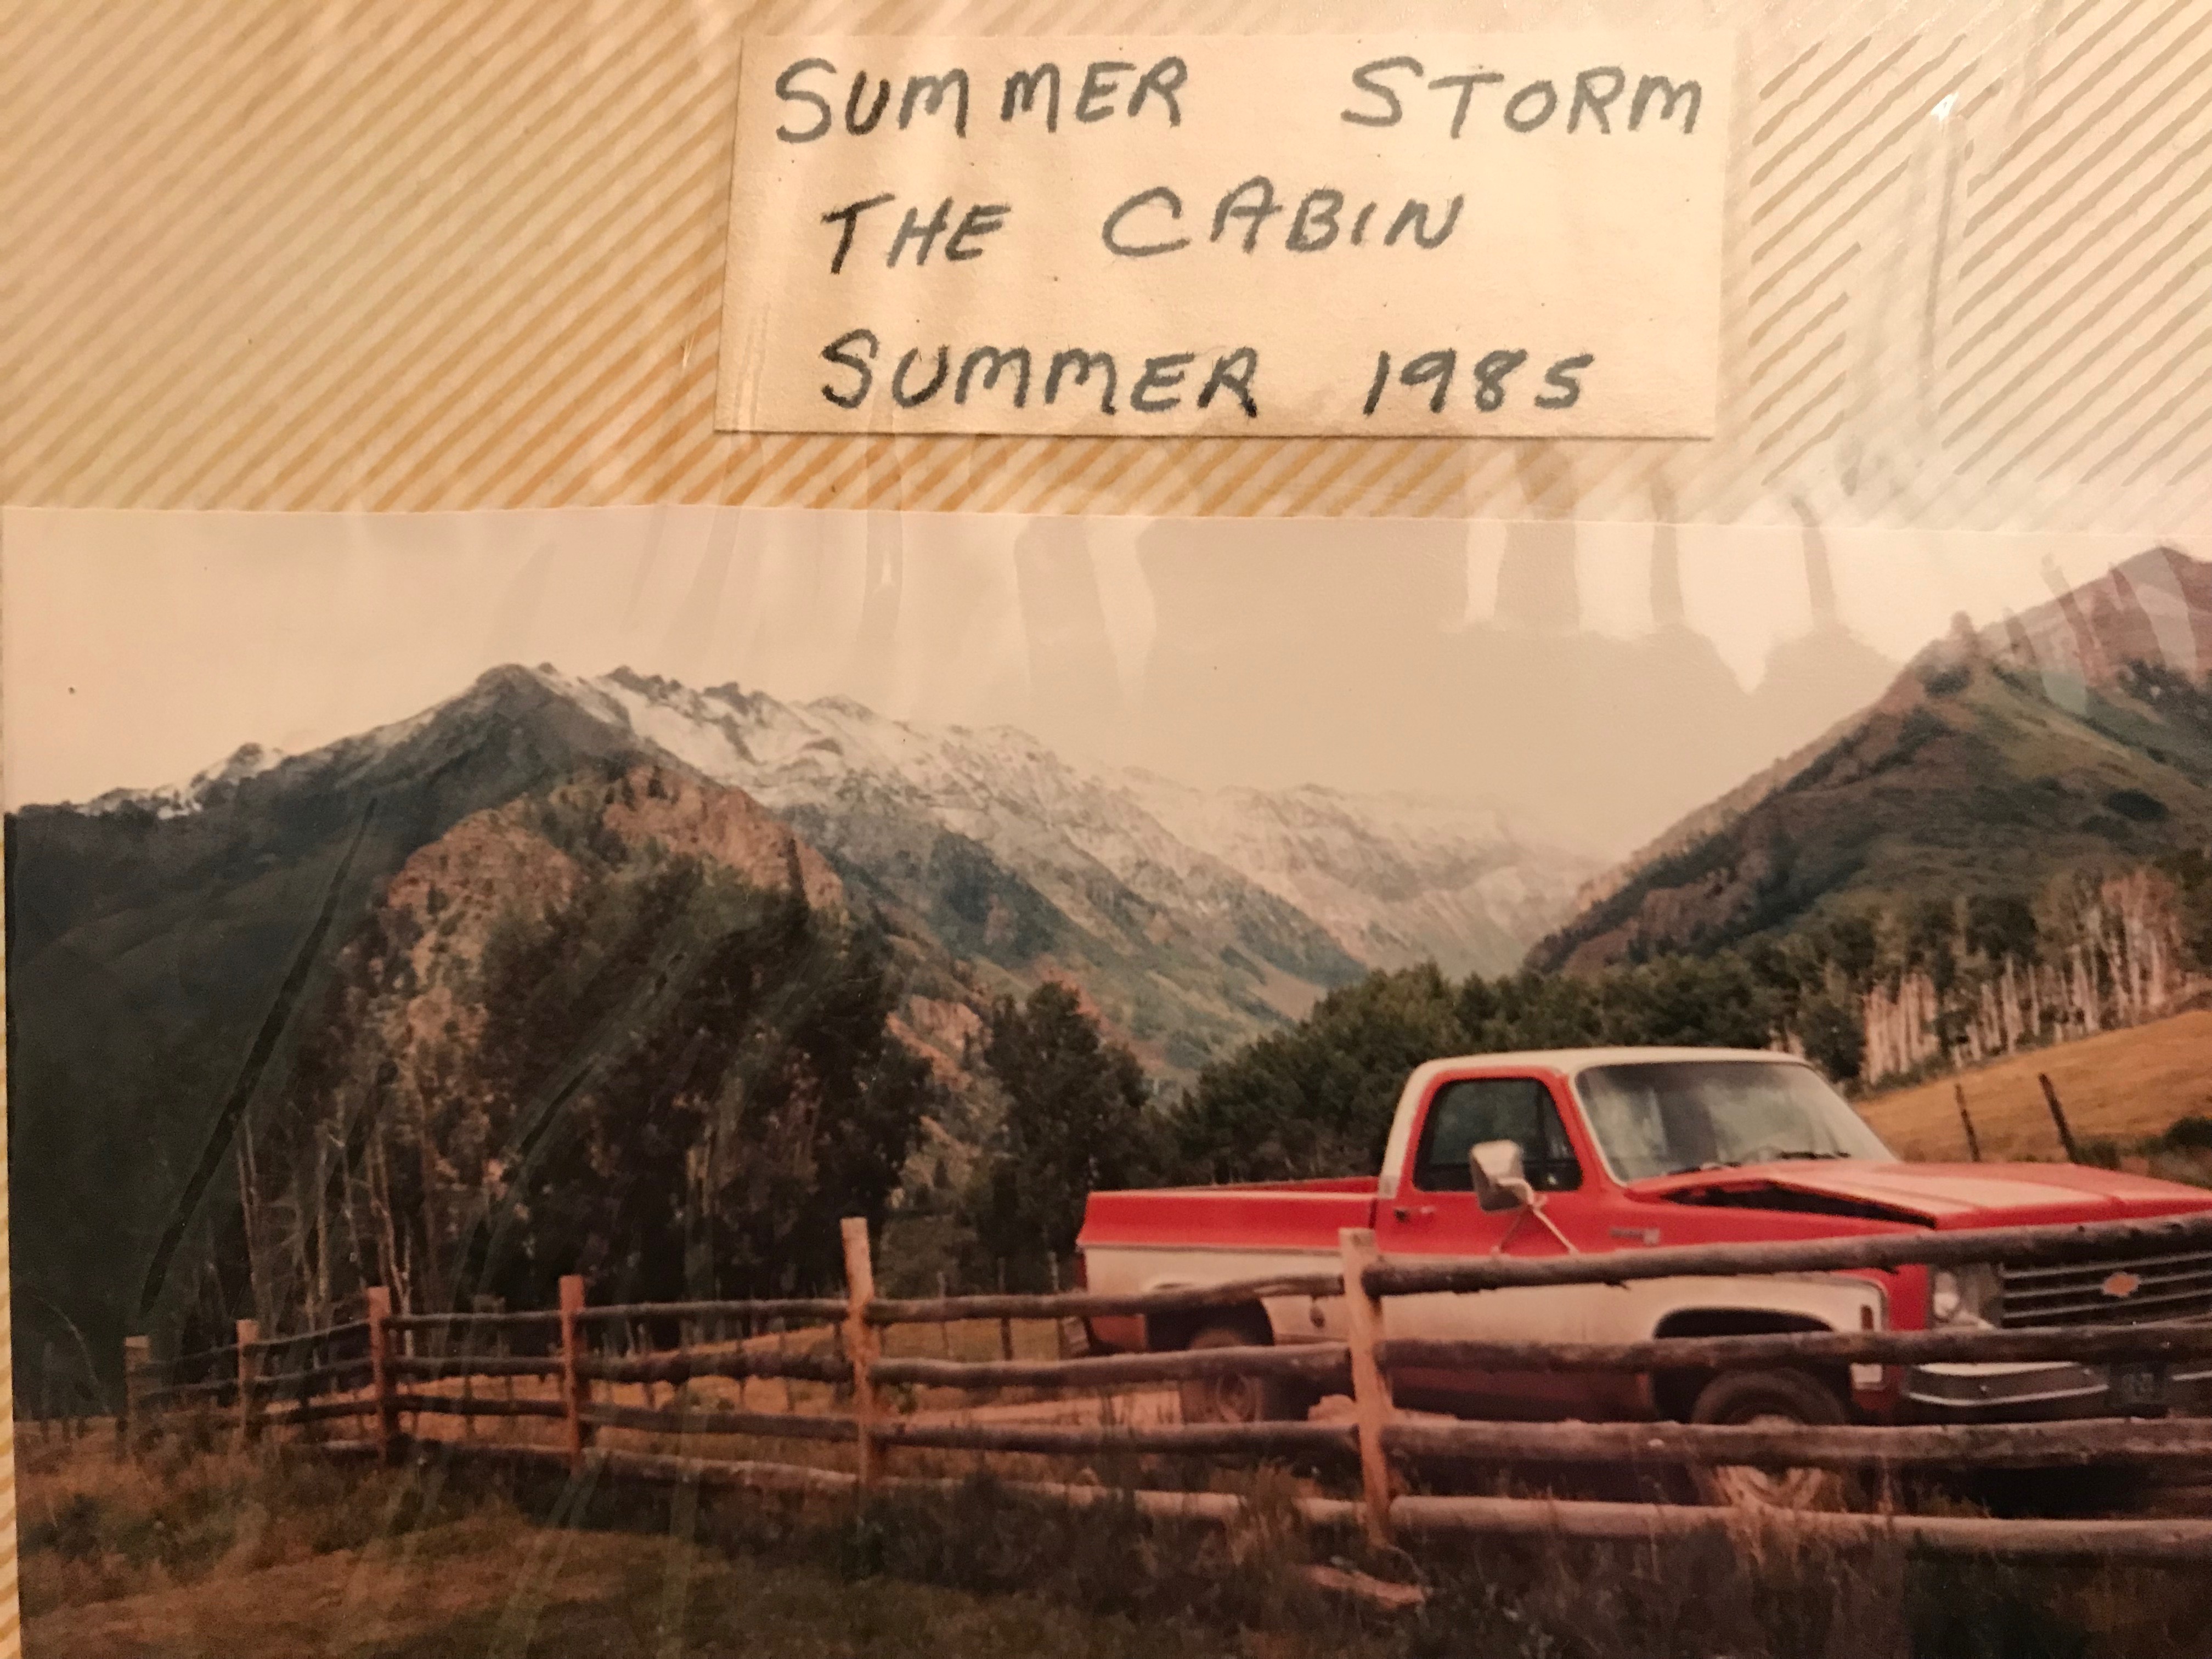 SUMMER STORM
THE CABIN
SUMMER 1985